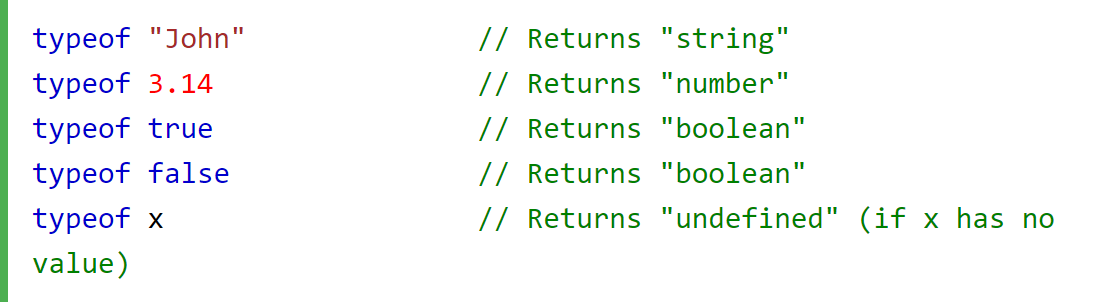 typeof "John"                // Returns "string"
typeof 3.14                  // Returns "number"
typeof true                  // Returns "boolean"
typeof false                 // Returns "boolean"
typeof x                     // Returns "undefined" (if x has no
value)